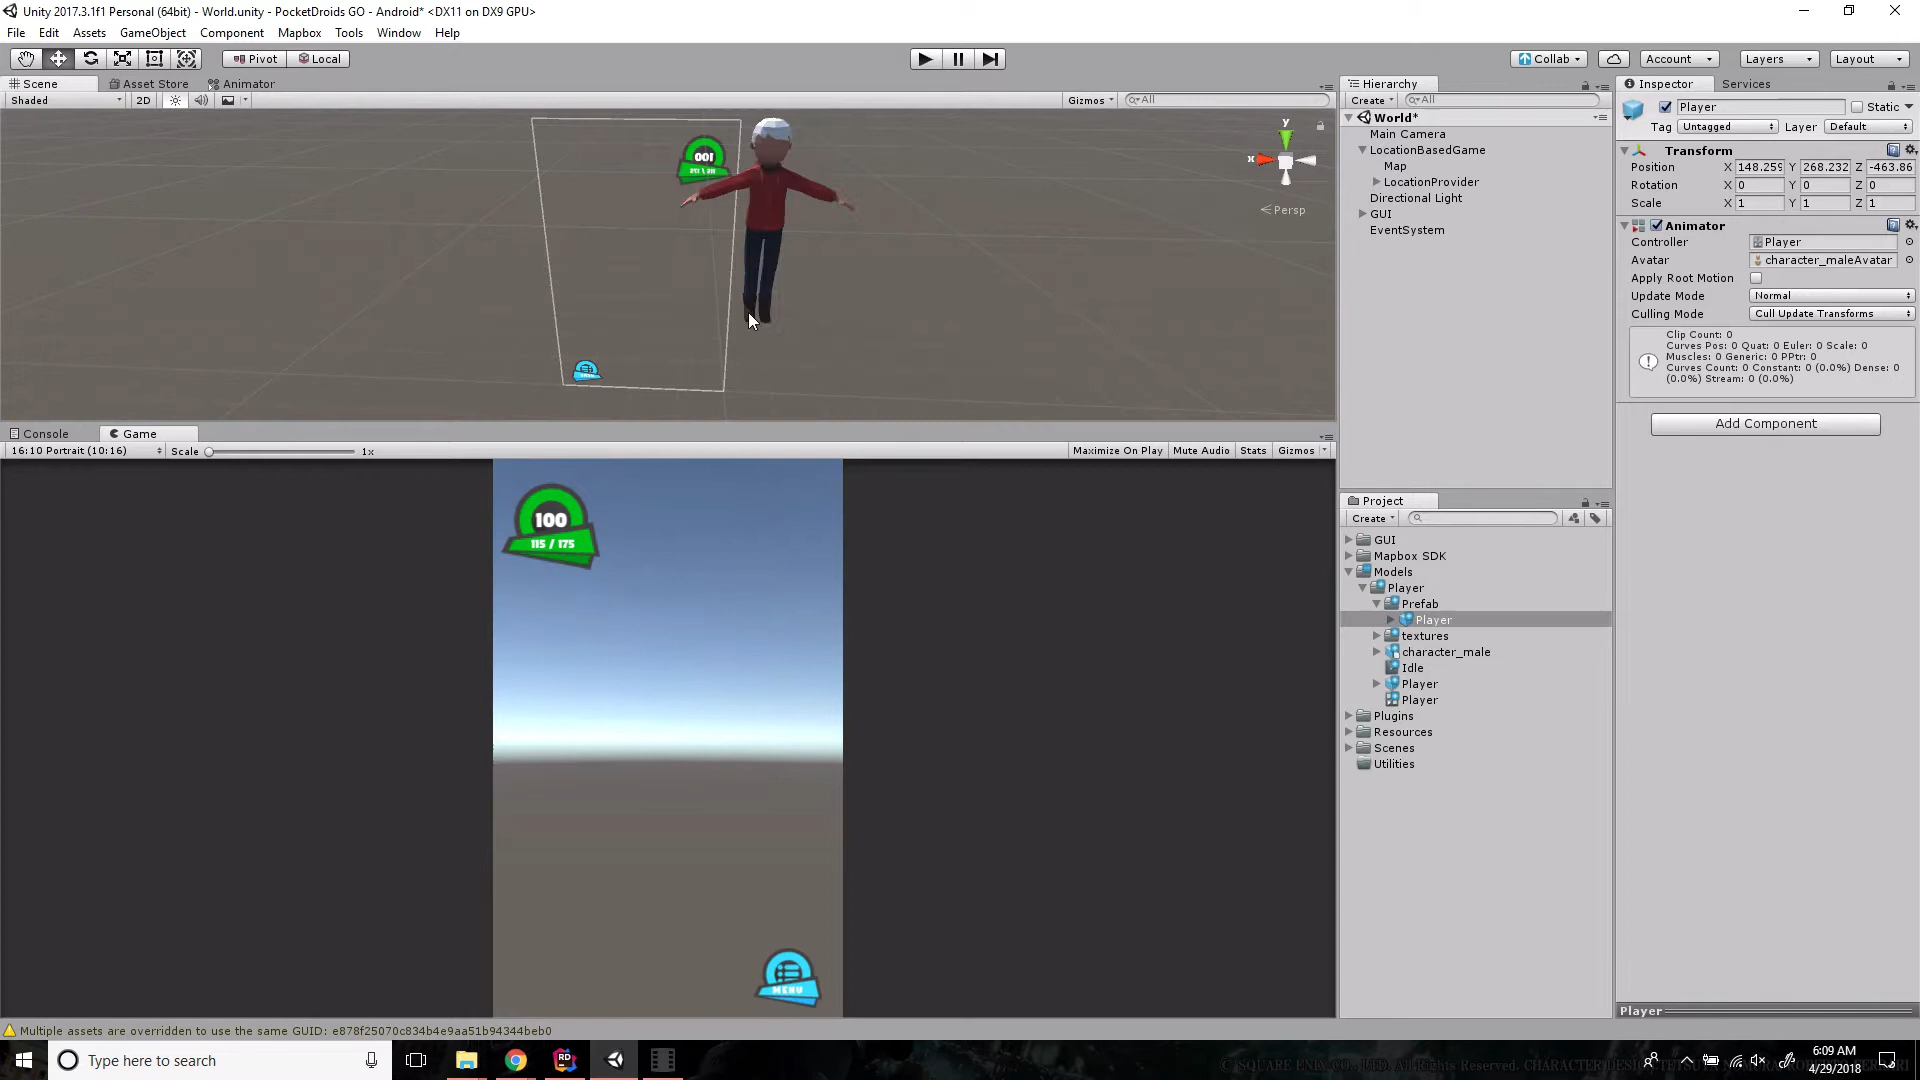 Unity 2017.3.1f1 Personal (64bit) - World.unity - PocketDroids GO - Android* <DX11 on DX9 GPU>
File Edit Assets GameObject Component Mapbox Tools Window Help
Pivot Local Collab Account Layers Layout
Scene Asset Store Animator
Shaded 2D Gizmos All
y
x
Persp
100
MENU
Console Game
16:10 Portrait (10:16) Scale 1x Maximize On Play Mute Audio Stats Gizmos
100
115 / 175
MENU
Hierarchy
Create All
World*
Main Camera
LocationBasedGame
Map
LocationProvider
Directional Light
GUI
EventSystem
Project
Create
GUI
Mapbox SDK
Models
Player
Prefab
Player
textures
character_male
Idle
Player
Player
Plugins
Resources
Scenes
Utilities
Inspector Services
Player Static
Tag Untagged Layer Default
Transform
Position X 148.259 Y 268.232 Z -463.86
Rotation X 0 Y 0 Z 0
Scale X 1 Y 1 Z 1
Animator
Controller Player
Avatar character_maleAvatar
Apply Root Motion
Update Mode Normal
Culling Mode Cull Update Transforms
Clip Count: 0
Curves Pos: 0 Quat: 0 Euler: 0 Scale: 0
Muscles: 0 Generic: 0 PPtr: 0
Curves Count: 0 Constant: 0 (0.0%) Dense: 0
(0.0%) Stream: 0 (0.0%)
Add Component
Player
Multiple assets are overridden to use the same GUID: e878f25070c834b4e9aa51b94344beb0
Type here to search
RD
6:09 AM
4/29/2018